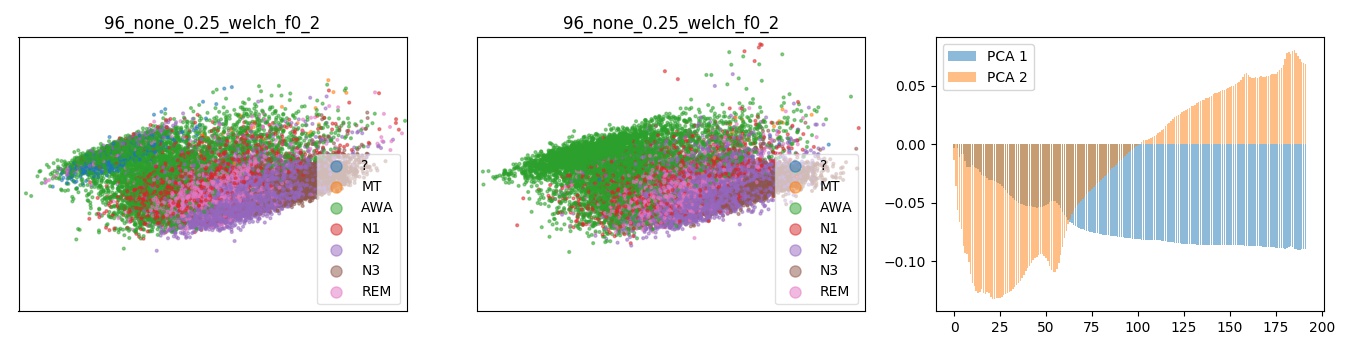 96_none_0.25_welch_f0_2
?
MT
AWA
N1
N2
N3
REM
96_none_0.25_welch_f0_2
?
MT
AWA
N1
N2
N3
REM
PCA 1
PCA 2
0.05
0.00
−0.05
−0.10
0 25 50 75 100 125 150 175 200